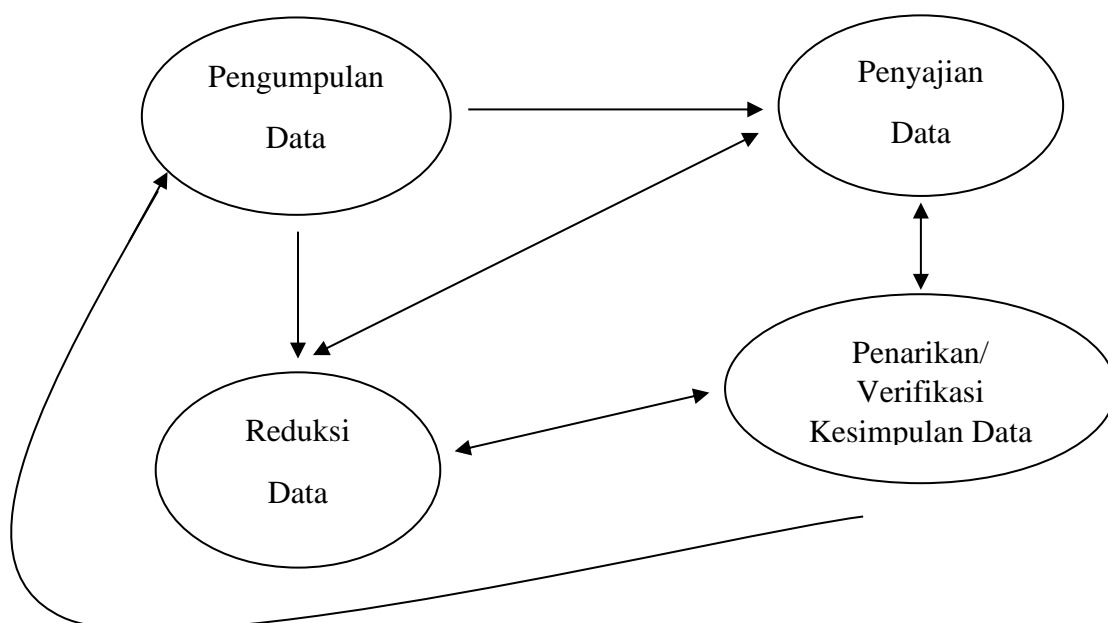 Pengumpulan
Data
Penyajian
Data
Reduksi
Data
Penarikan/
Verifikasi
Kesimpulan Data